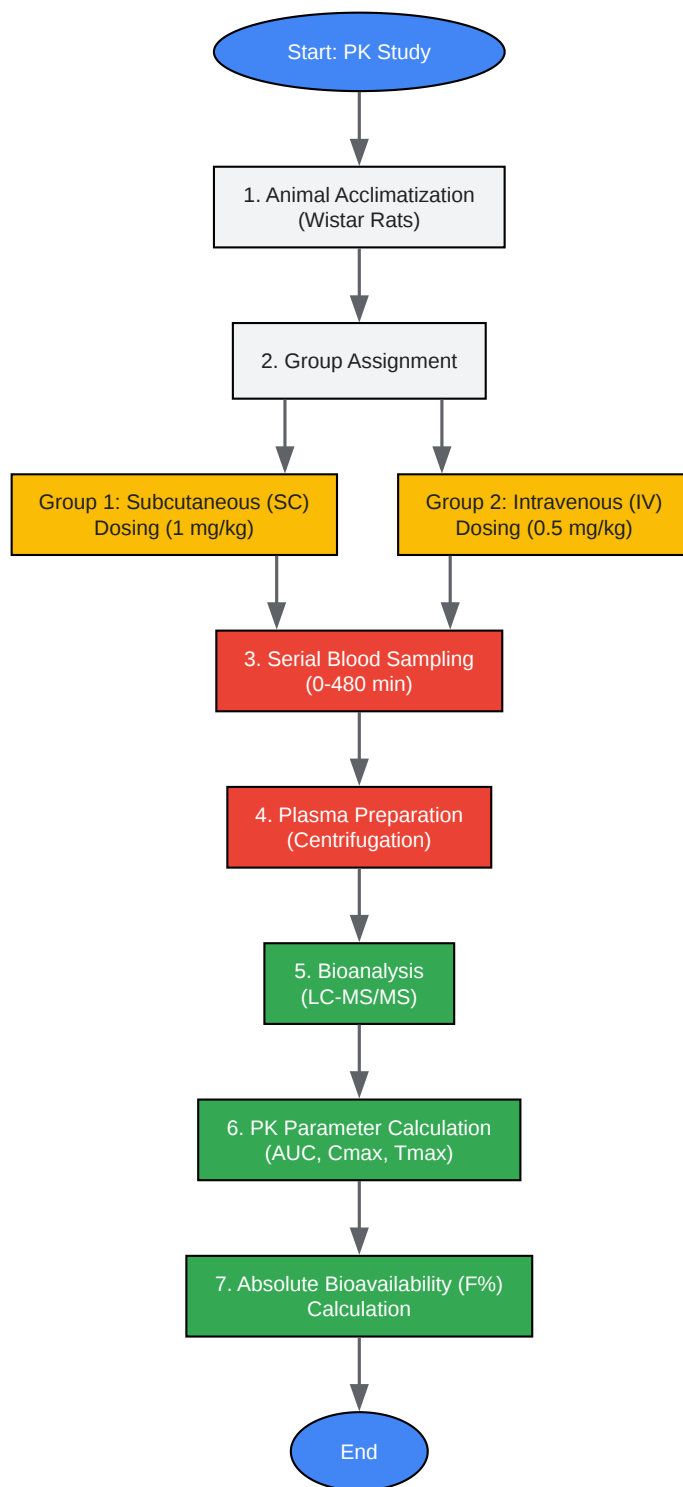 Start: PK Study
1. Animal Acclimatization
(Wistar Rats)
2. Group Assignment
Group 1: Subcutaneous (SC)
Dosing (1 mg/kg)
Group 2: Intravenous (IV)
Dosing (0.5 mg/kg)
3. Serial Blood Sampling
(0-480 min)
4. Plasma Preparation
(Centrifugation)
5. Bioanalysis
(LC-MS/MS)
6. PK Parameter Calculation
(AUC, Cmax, Tmax)
7. Absolute Bioavailability (F%)
Calculation
End